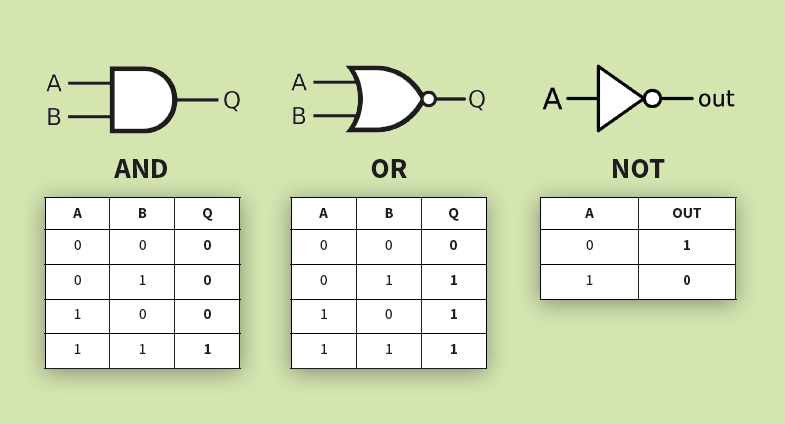 A
B
Q
A
B
Q
A
out
AND
OR
NOT
A B Q
0 0 0
0 1 0
1 0 0
1 1 1
A B Q
0 0 0
0 1 1
1 0 1
1 1 1
A OUT
0 1
1 0